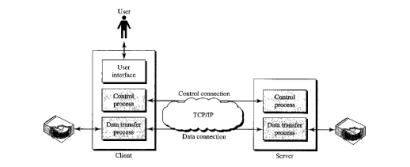 User
User
interface
Control
process
Data transfer
process
Client
Control connection
TCP/IP
Data connection
Control
process
Data transfer
process
Server